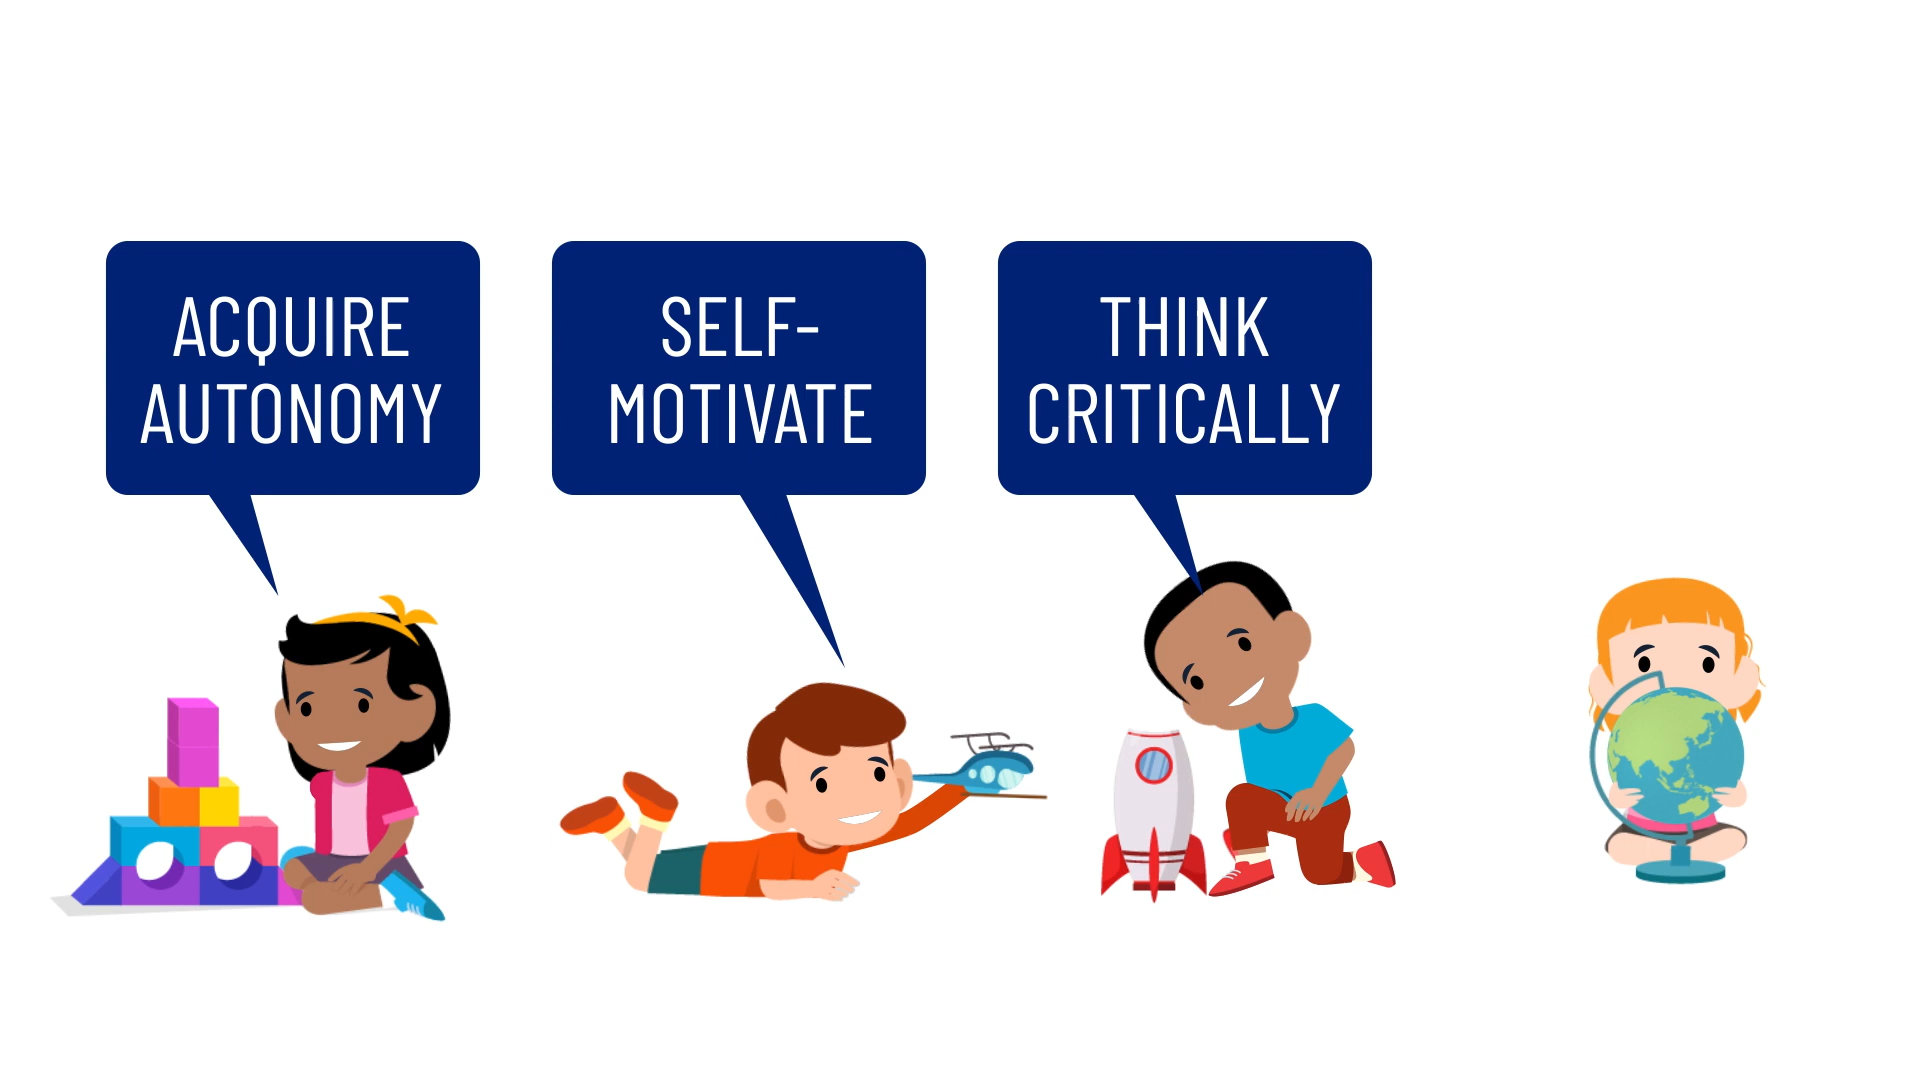 ACQUIRE
AUTONOMY
SELF-
MOTIVATE
THINK
CRITICALLY